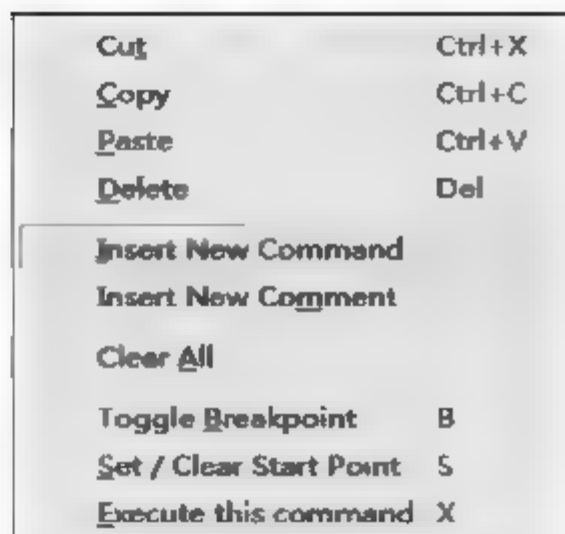 Cut Ctrl+X
Copy Ctrl+C
Paste Ctrl+V
Delete Del
Insert New Command
Insert New Comment
Clear All
Toggle Breakpoint B
Set / Clear Start Point S
Execute this command X